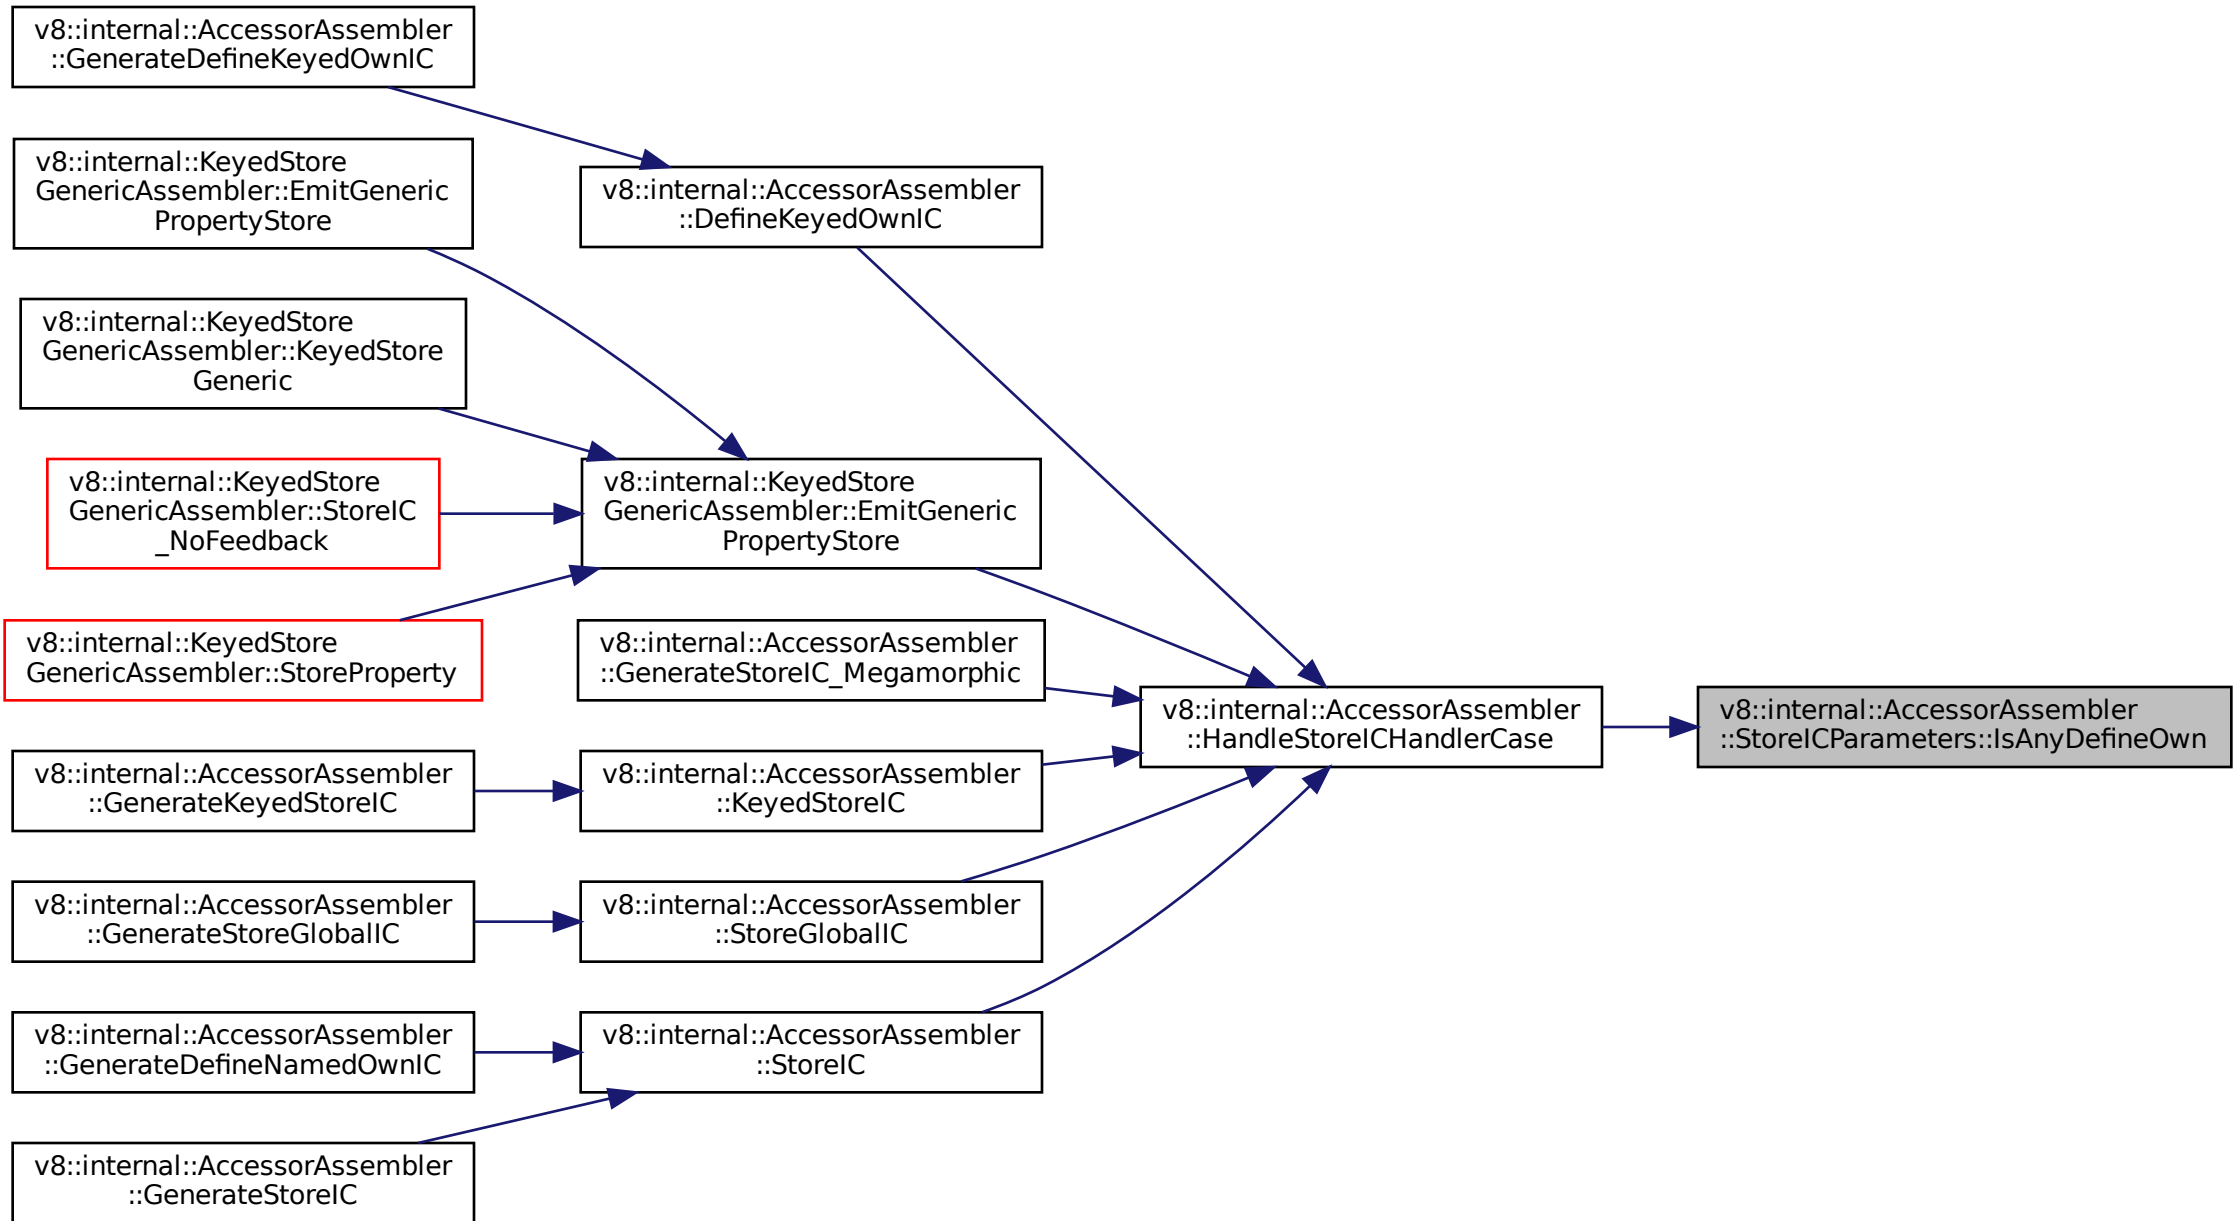 v8::internal::AccessorAssembler
::GenerateDefineKeyedOwnIC
v8::internal::KeyedStore
GenericAssembler::EmitGeneric
PropertyStore
v8::internal::KeyedStore
GenericAssembler::KeyedStore
Generic
v8::internal::KeyedStore
GenericAssembler::StoreIC
_NoFeedback
v8::internal::KeyedStore
GenericAssembler::StoreProperty
v8::internal::AccessorAssembler
::GenerateKeyedStoreIC
v8::internal::AccessorAssembler
::GenerateStoreGlobalIC
v8::internal::AccessorAssembler
::GenerateDefineNamedOwnIC
v8::internal::AccessorAssembler
::GenerateStoreIC
v8::internal::AccessorAssembler
::DefineKeyedOwnIC
v8::internal::KeyedStore
GenericAssembler::EmitGeneric
PropertyStore
v8::internal::AccessorAssembler
::GenerateStoreIC_Megamorphic
v8::internal::AccessorAssembler
::KeyedStoreIC
v8::internal::AccessorAssembler
::StoreGlobalIC
v8::internal::AccessorAssembler
::StoreIC
v8::internal::AccessorAssembler
::HandleStoreICHandlerCase
v8::internal::AccessorAssembler
::StoreICParameters::IsAnyDefineOwn